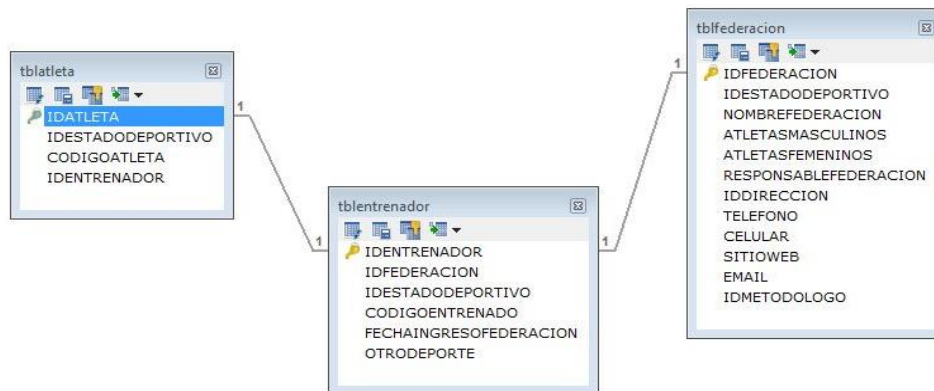 tblatleta
IDATLETA
IDESTADODEPORTIVO
CODIGOATLETA
IDENTRENADOR
1
1
tblentrenador
IDENTRENADOR
IDFEDERACION
IDESTADODEPORTIVO
CODIGOENTRENADO
FECHAINGRESOFEDERACION
OTRODEPORTE
1
1
tblfederacion
IDFEDERACION
IDESTADODEPORTIVO
NOMBREFEDERACION
ATLETASMASCULINOS
ATLETASFEMENINOS
RESPONSABLEFEDERACION
IDDIRECCION
TELEFONO
CELULAR
SITIOWEB
EMAIL
IDMETODOLOGO